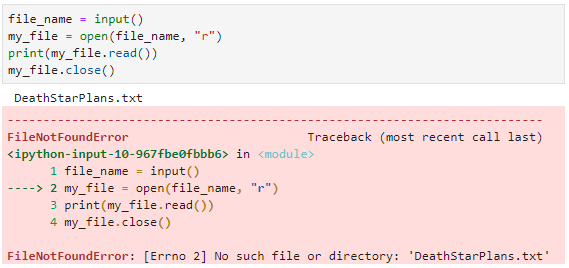 file_name = input()
my_file = open(file_name, "r")
print(my_file.read())
my_file.close()
DeathStarPlans.txt
---------------------------------------------------------------------------
FileNotFoundError                         Traceback (most recent call last)
<ipython-input-10-967fbe0fbbb6> in <module>
      1 file_name = input()
----> 2 my_file = open(file_name, "r")
      3 print(my_file.read())
      4 my_file.close()
FileNotFoundError: [Errno 2] No such file or directory: 'DeathStarPlans.txt'